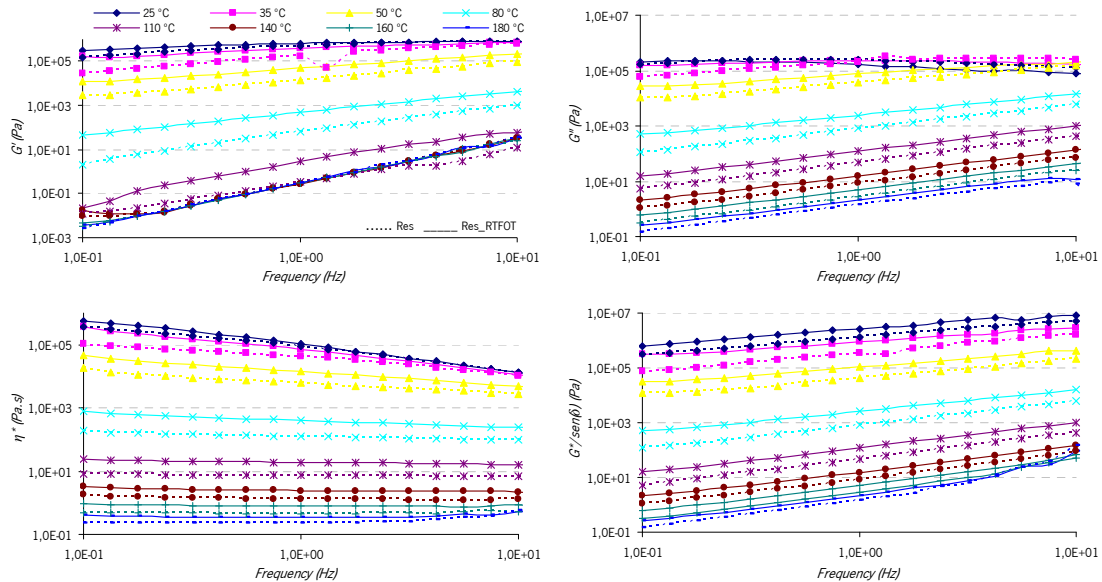 25 °C 35 °C 50 °C 80 °C
110 °C 140 °C 160 °C 180 °C
1,0E+05
1,0E+03
1,0E+01
1,0E-01
1,0E-03
G' (Pa)
...... Res _____ Res_RTFOT
1,0E-01 1,0E+00 1,0E+01
Frequency (Hz)
1,0E+07
1,0E+05
1,0E+03
1,0E+01
1,0E-01
G'' (Pa)
1,0E-01 1,0E+00 1,0E+01
Frequency (Hz)
1,0E+05
1,0E+03
1,0E+01
1,0E-01
η* (Pa.s)
1,0E-01 1,0E+00 1,0E+01
Frequency (Hz)
1,0E+07
1,0E+05
1,0E+03
1,0E+01
1,0E-01
G*/sen(δ) (Pa)
1,0E-01 1,0E+00 1,0E+01
Frequency (Hz)